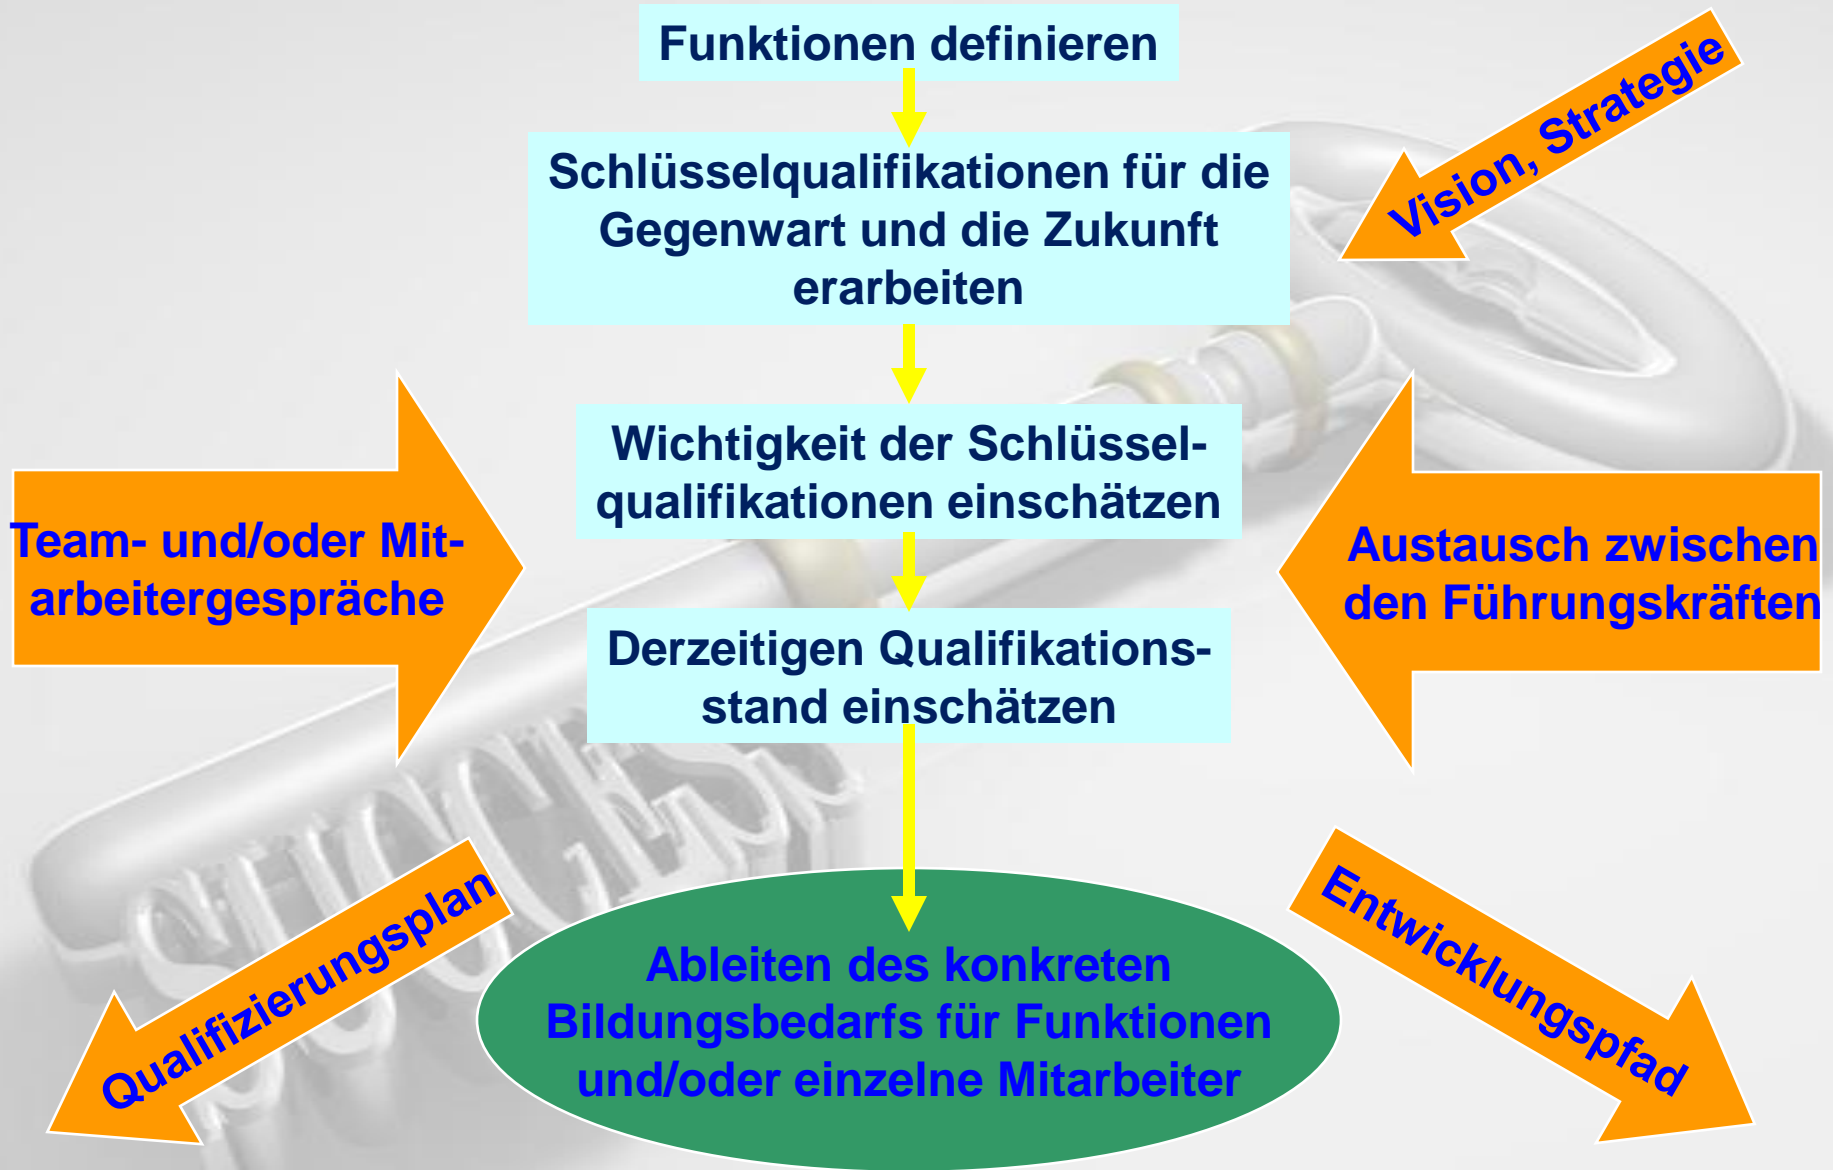 Funktionen definieren
Vision, Strategie
Schlüsselqualifikationen für die
Gegenwart und die Zukunft
erarbeiten
Wichtigkeit der Schlüssel-
qualifikationen einschätzen
Team- und/oder Mit-
arbeitergespräche
Austausch zwischen
den Führungskräften
Derzeitigen Qualifikations-
stand einschätzen
SUCCESS
Qualifizierungsplan
Entwicklungspfad
Ableiten des konkreten
Bildungsbedarfs für Funktionen
und/oder einzelne Mitarbeiter